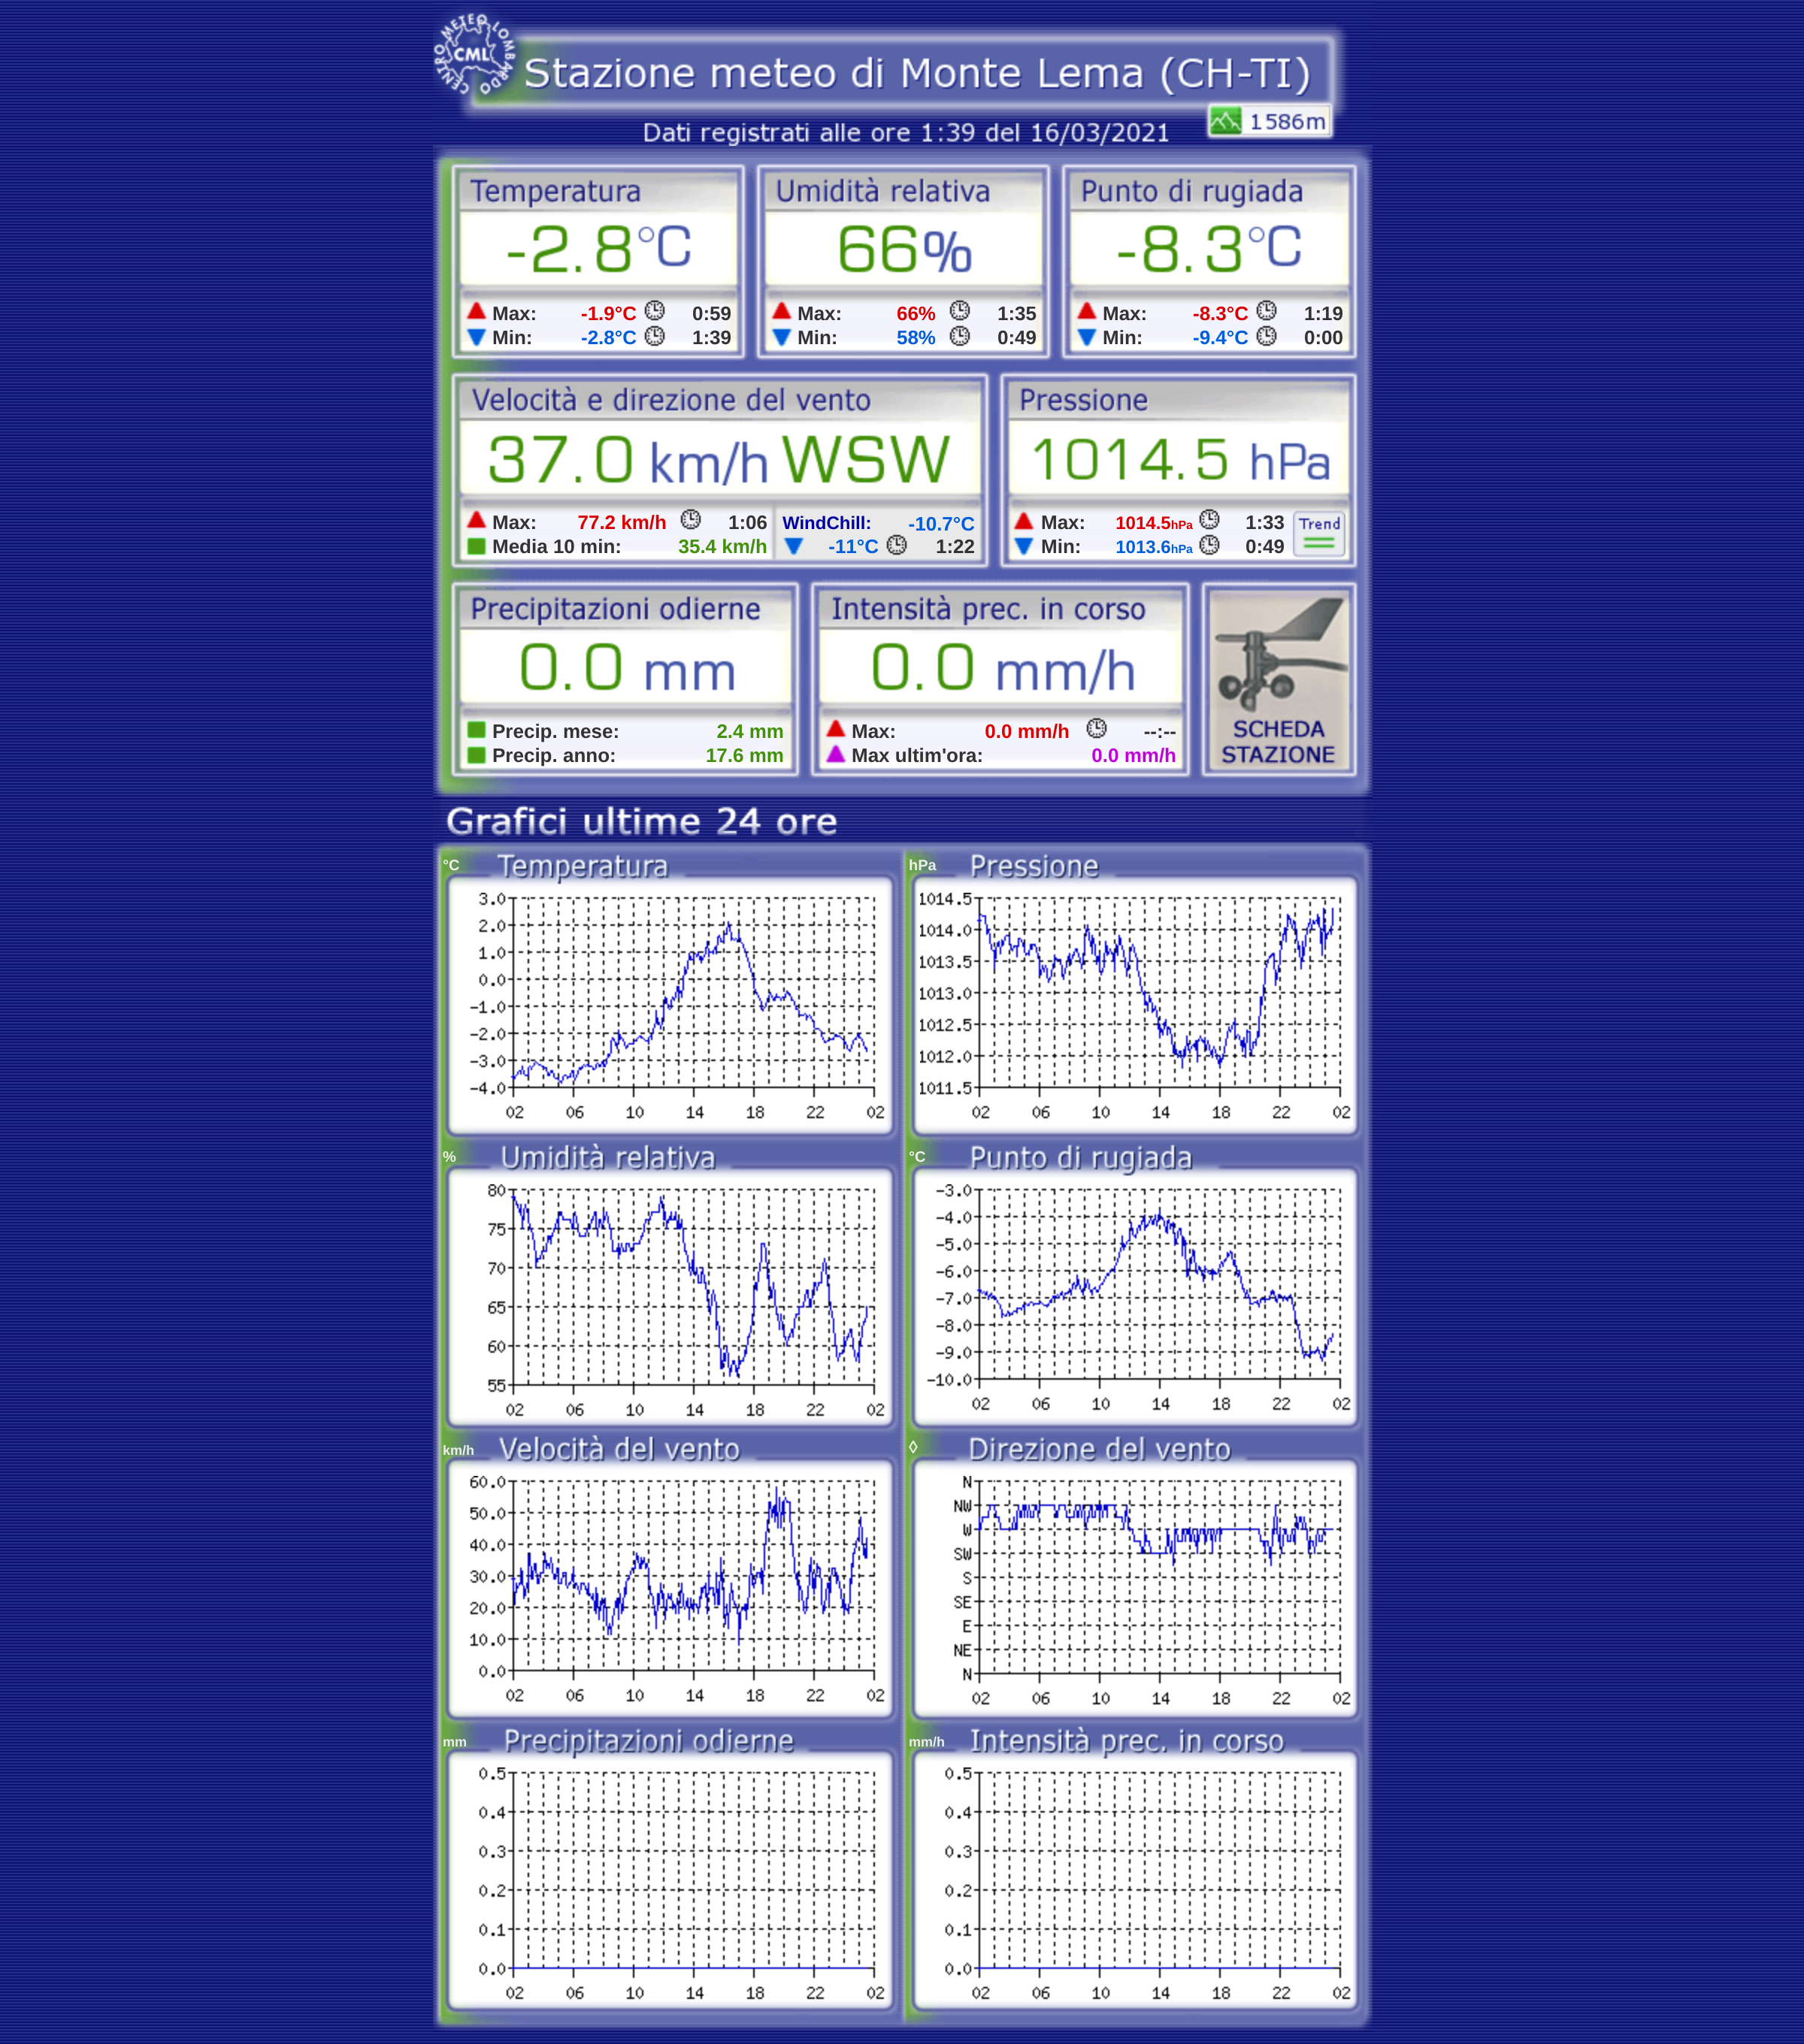 CENTRO METEO LOMBARDO
CML
Stazione meteo di Monte Lema (CH-TI)
1586m
Dati registrati alle ore 1:39 del 16/03/2021
Temperatura Umidità relativa Punto di rugiada
-2.8°C 66% -8.3°C
Max: -1.9°C 0:59 Max: 66% 1:35 Max: -8.3°C 1:19
Min: -2.8°C 1:39 Min: 58% 0:49 Min: -9.4°C 0:00
Velocità e direzione del vento Pressione
37.0 km/h WSW 1014.5 hPa
Max: 77.2 km/h 1:06 WindChill: -10.7°C Max: 1014.5hPa 1:33 Trend
Media 10 min: 35.4 km/h -11°C 1:22 Min: 1013.6hPa 0:49
Precipitazioni odierne Intensità prec. in corso
0.0 mm 0.0 mm/h
Precip. mese: 2.4 mm Max: 0.0 mm/h --:-- SCHEDA
Precip. anno: 17.6 mm Max ultim'ora: 0.0 mm/h STAZIONE
Grafici ultime 24 ore
°C Temperatura
3.0
2.0
1.0
0.0
-1.0
-2.0
-3.0
-4.0
02 06 10 14 18 22 02
hPa Pressione
1014.5
1014.0
1013.5
1013.0
1012.5
1012.0
1011.5
02 06 10 14 18 22 02
% Umidità relativa
80
75
70
65
60
55
02 06 10 14 18 22 02
°C Punto di rugiada
-3.0
-4.0
-5.0
-6.0
-7.0
-8.0
-9.0
-10.0
02 06 10 14 18 22 02
km/h Velocità del vento
60.0
50.0
40.0
30.0
20.0
10.0
0.0
02 06 10 14 18 22 02
◊ Direzione del vento
N
NW
W
SW
S
SE
E
NE
N
02 06 10 14 18 22 02
mm Precipitazioni odierne
0.5
0.4
0.3
0.2
0.1
0.0
02 06 10 14 18 22 02
mm/h Intensità prec. in corso
0.5
0.4
0.3
0.2
0.1
0.0
02 06 10 14 18 22 02